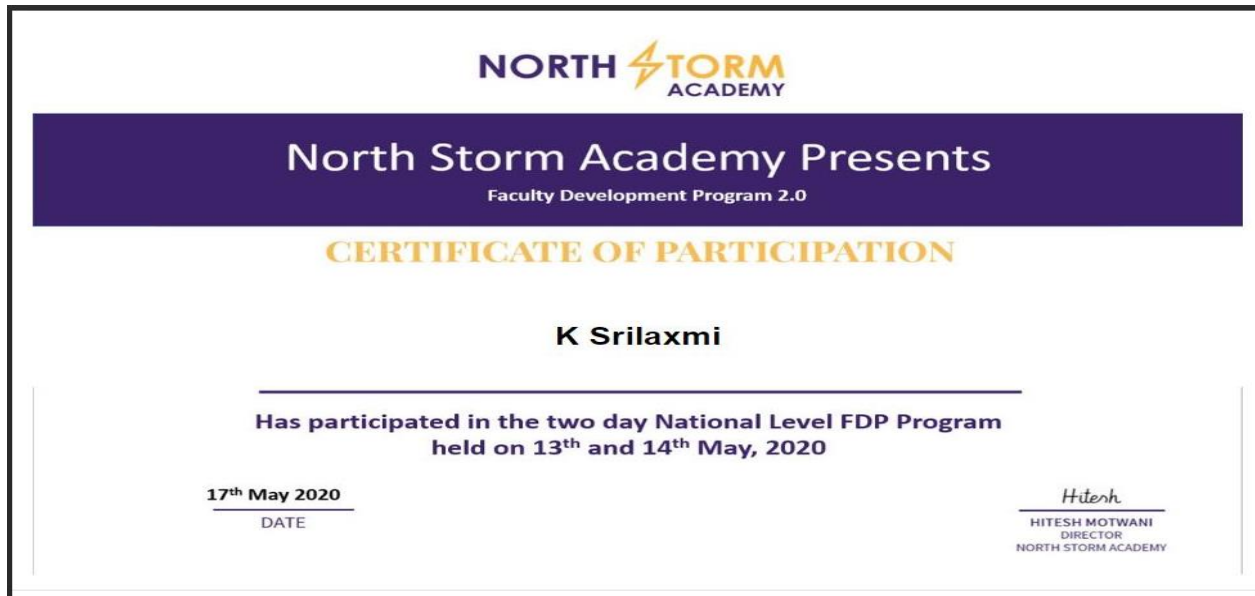 NORTH STORM
ACADEMY
North Storm Academy Presents
Faculty Development Program 2.0
CERTIFICATE OF PARTICIPATION
K Srilaxmi
Has participated in the two day National Level FDP Program
held on 13th and 14th May, 2020
17th May 2020
DATE
Hitesh
HITESH MOTWANI
DIRECTOR
NORTH STORM ACADEMY